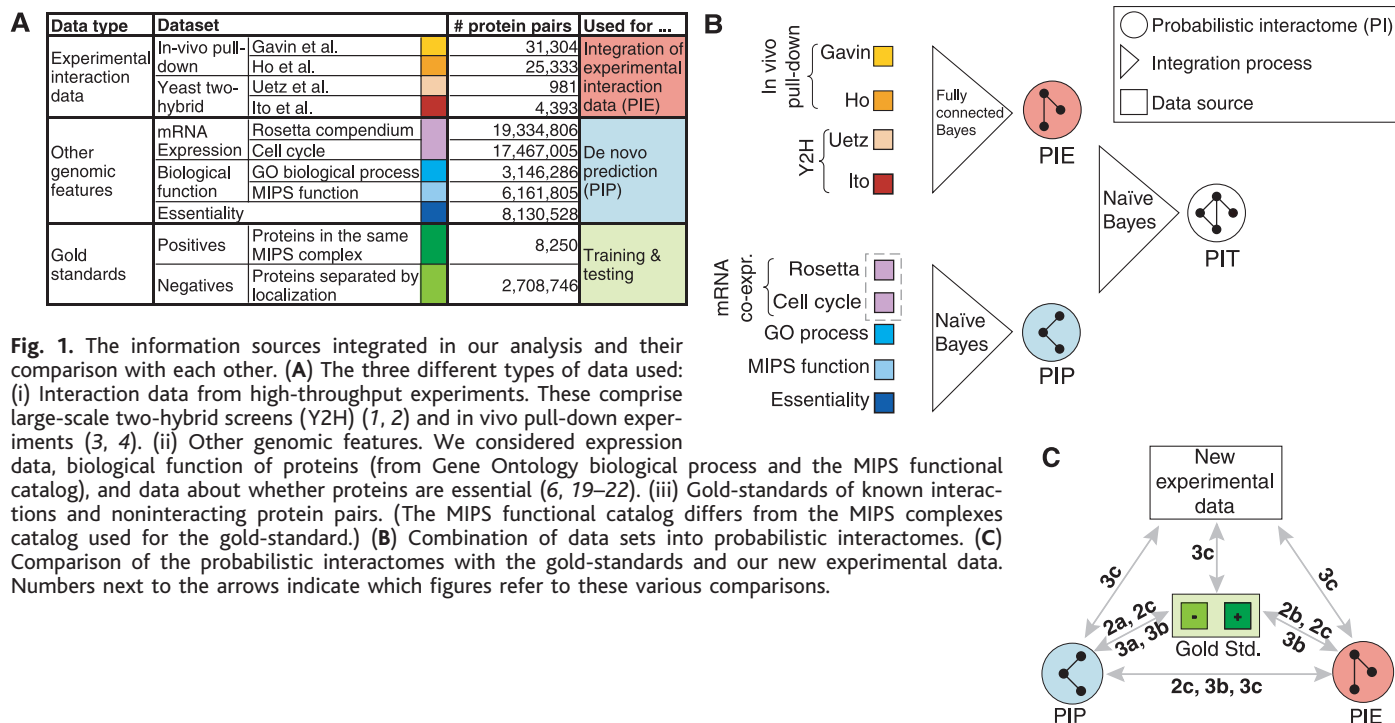 A
Data type Dataset # protein pairs Used for ...
Experimental interaction data
In-vivo pull-down
Gavin et al. 31,304
Ho et al. 25,333
Yeast two-hybrid
Uetz et al. 981
Ito et al. 4,393
Integration of experimental interaction data (PIE)
Other genomic features
mRNA Expression
Rosetta compendium 19,334,806
Cell cycle 17,467,005
Biological function
GO biological process 3,146,286
MIPS function 6,161,805
Essentiality 8,130,528
De novo prediction (PIP)
Gold standards
Positives
Proteins in the same MIPS complex 8,250
Negatives
Proteins separated by localization 2,708,746
Training & testing
B
In vivo pull-down
Gavin
Ho
Y2H
Uetz
Ito
Fully connected Bayes
PIE
mRNA co-expr.
Rosetta
Cell cycle
GO process
MIPS function
Essentiality
Naïve Bayes
PIP
Naïve Bayes
PIT
Probabilistic interactome (PI)
Integration process
Data source
Fig. 1. The information sources integrated in our analysis and their
comparison with each other. (A) The three different types of data used:
(i) Interaction data from high-throughput experiments. These comprise
large-scale two-hybrid screens (Y2H) (1, 2) and in vivo pull-down exper-
iments (3, 4). (ii) Other genomic features. We considered expression
data, biological function of proteins (from Gene Ontology biological process and the MIPS functional
catalog), and data about whether proteins are essential (6, 19–22). (iii) Gold-standards of known interac-
tions and noninteracting protein pairs. (The MIPS functional catalog differs from the MIPS complexes
catalog used for the gold-standard.) (B) Combination of data sets into probabilistic interactomes. (C)
Comparison of the probabilistic interactomes with the gold-standards and our new experimental data.
Numbers next to the arrows indicate which figures refer to these various comparisons.
C
New
experimental
data
3c
3c
3c
2a, 2c
3a, 3b
- +
Gold Std.
2b, 2c
3b
2c, 3b, 3c
PIP
PIE